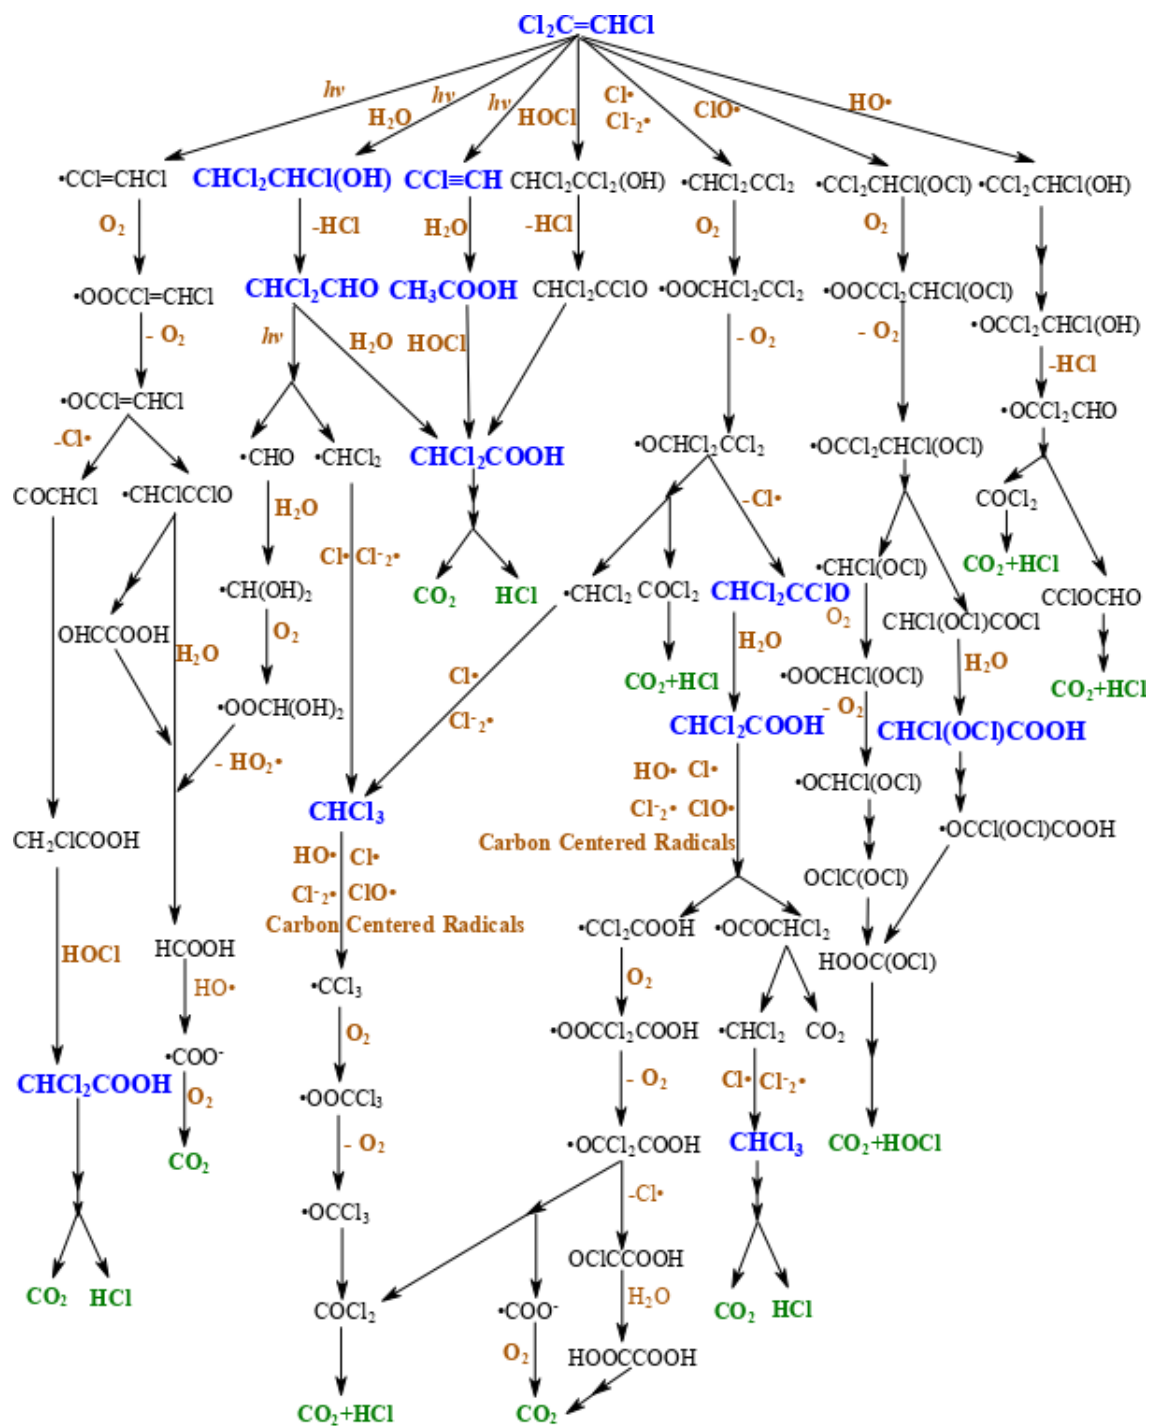 Cl₂C=CHCl
hν
hν
hν
Cl•
HO•
H₂O
HOCl
Cl⁻₂•
ClO•
•CCl=CHCl
CHCl₂CHCl(OH)
CCl≡CH
CHCl₂CCl₂(OH)
•CHCl₂CCl₂
•CCl₂CHCl(OCl)
•CCl₂CHCl(OH)
O₂
-HCl
H₂O
-HCl
O₂
O₂
•OOCCl=CHCl
CHCl₂CHO
CH₃COOH
CHCl₂CClO
•OOCHCl₂CCl₂
•OOCCl₂CHCl(OCl)
•OCCl₂CHCl(OH)
- O₂
hν
H₂O
HOCl
- O₂
- O₂
-HCl
•OCCl=CHCl
•OCCl₂CHO
-Cl•
•CHO
•CHCl₂
CHCl₂COOH
•OCHCl₂CCl₂
•OCCl₂CHCl(OCl)
COCHCl
•CHClCClO
-Cl•
COCl₂
H₂O
Cl•
Cl⁻₂•
CO₂+HCl
•CH(OH)₂
CO₂
HCl
•CHCl₂
COCl₂
CHCl₂CClO
•CHCl(OCl)
CClOCHO
OHCCOOH
O₂
O₂
CHCl(OCl)COCl
H₂O
H₂O
H₂O
Cl•
CO₂+HCl
•OOCHCl(OCl)
CO₂+HCl
•OOCH(OH)₂
Cl⁻₂•
CHCl₂COOH
- O₂
CHCl(OCl)COOH
- HO₂•
HO•
Cl•
•OCHCl(OCl)
CHCl₃
Cl⁻₂•
ClO•
CH₂ClCOOH
Carbon Centered Radicals
•OCCl(OCl)COOH
HO•
Cl•
OClC(OCl)
Cl⁻₂•
ClO•
Carbon Centered Radicals
•CCl₂COOH
•OCOCHCl₂
HOCl
HCOOH
HOOC(OCl)
HO•
•CCl₃
O₂
•COO⁻
O₂
•OOCCl₂COOH
•CHCl₂
CO₂
CHCl₂COOH
O₂
•OOCCl₃
- O₂
Cl•
Cl⁻₂•
CO₂
- O₂
•OCCl₂COOH
CHCl₃
CO₂+HOCl
•OCCl₃
-Cl•
OClCCOOH
CO₂
HCl
COCl₂
•COO⁻
H₂O
CO₂
HCl
O₂
HOOCCOOH
CO₂+HCl
CO₂